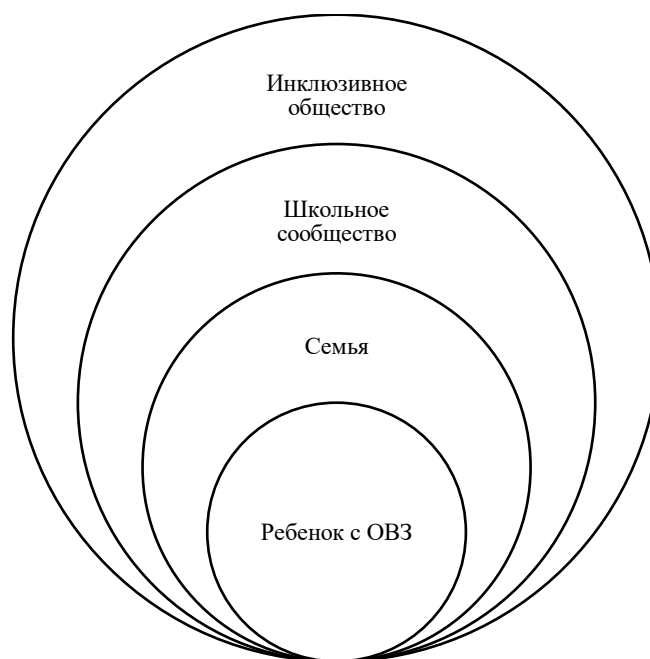 Инклюзивное
общество
Школьное
сообщество
Семья
Ребенок с ОВЗ